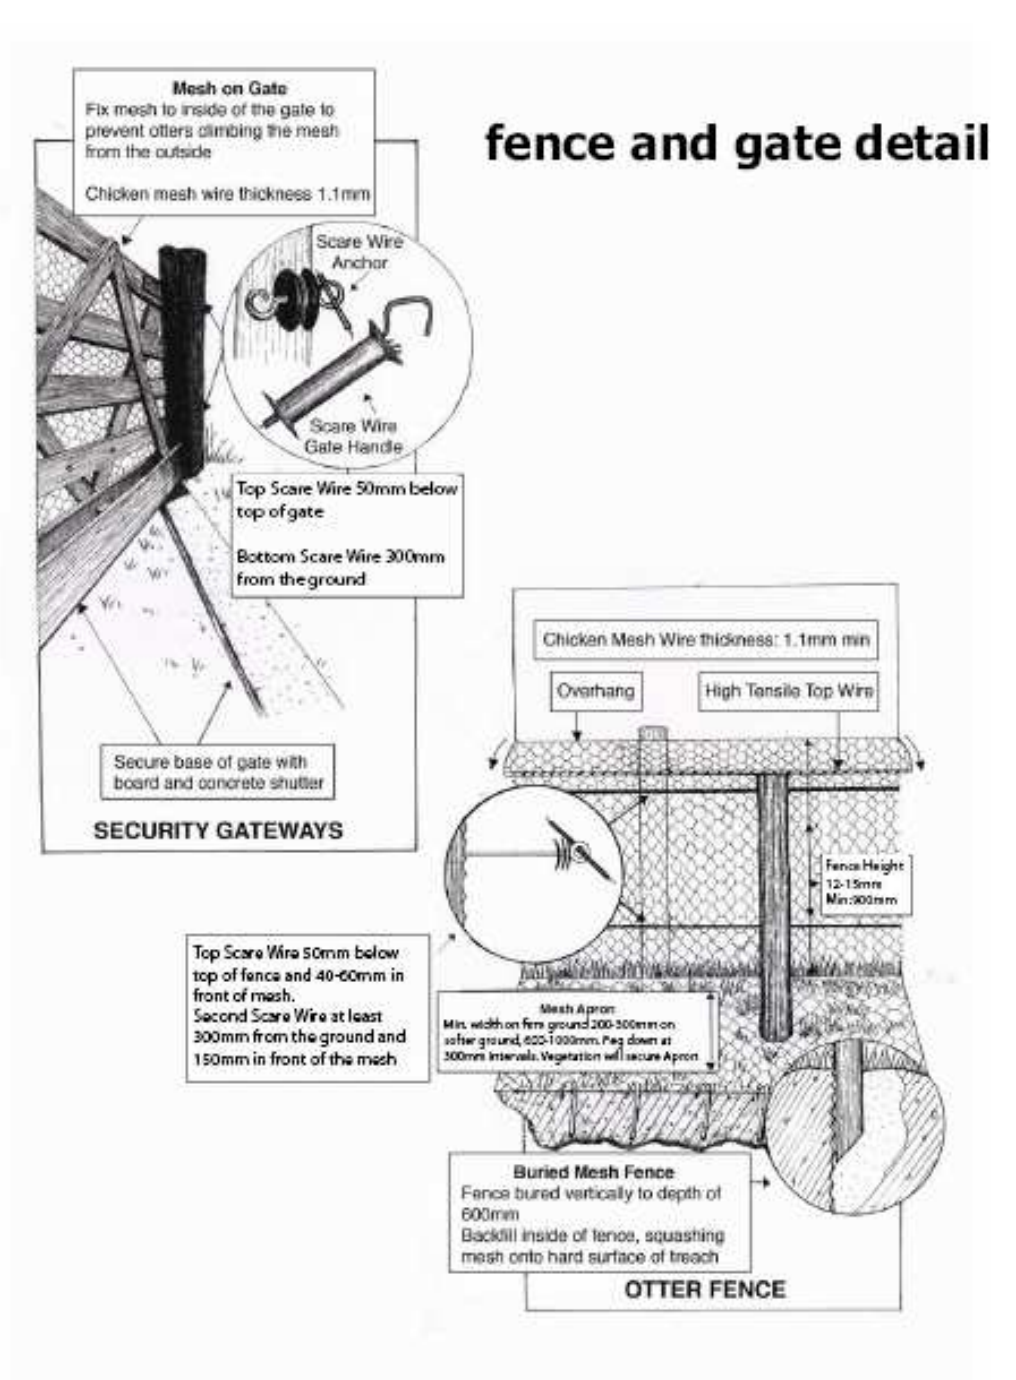 fence and gate detail
Mesh on Gate
Fix mesh to inside of the gate to
prevent otters climbing the mesh
from the outside
Chicken mesh wire thickness 1.1mm
Scare Wire
Anchor
Scare Wire
Gate Handle
Top Scare Wire 50mm below
top of gate
Bottom Scare Wire 300mm
from the ground
Secure base of gate with
board and concrete shutter
SECURITY GATEWAYS
Chicken Mesh Wire thickness: 1.1mm min
Overhang
High Tensile Top Wire
Fence Height
12-15mm
Min:900mm
Top Scare Wire 50mm below
top of fence and 40-60mm in
front of mesh.
Second Scare Wire at least
300mm from the ground and
150mm in front of the mesh
Mesh Apron
Min. width on firm ground 200-300mm on
softer ground, 600-1000mm. Peg down at
300mm intervals. Vegetation will secure Apron
Buried Mesh Fence
Fence bured vertically to depth of
600mm
Backfill inside of fence, squashing
mesh onto hard surface of treach
OTTER FENCE